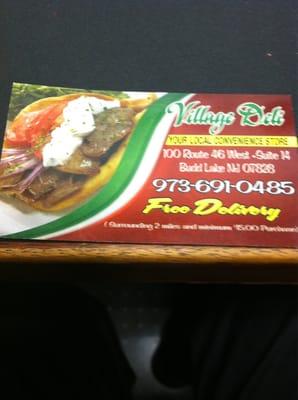 Village Deli
YOUR LOCAL CONVENIENCE STORE
100 Route 46 West -Suite 14
Budd Lake NJ 07828
973-691-0485
Free Delivery
( Surrounding 2 miles and minimum $15.00 Purchase)